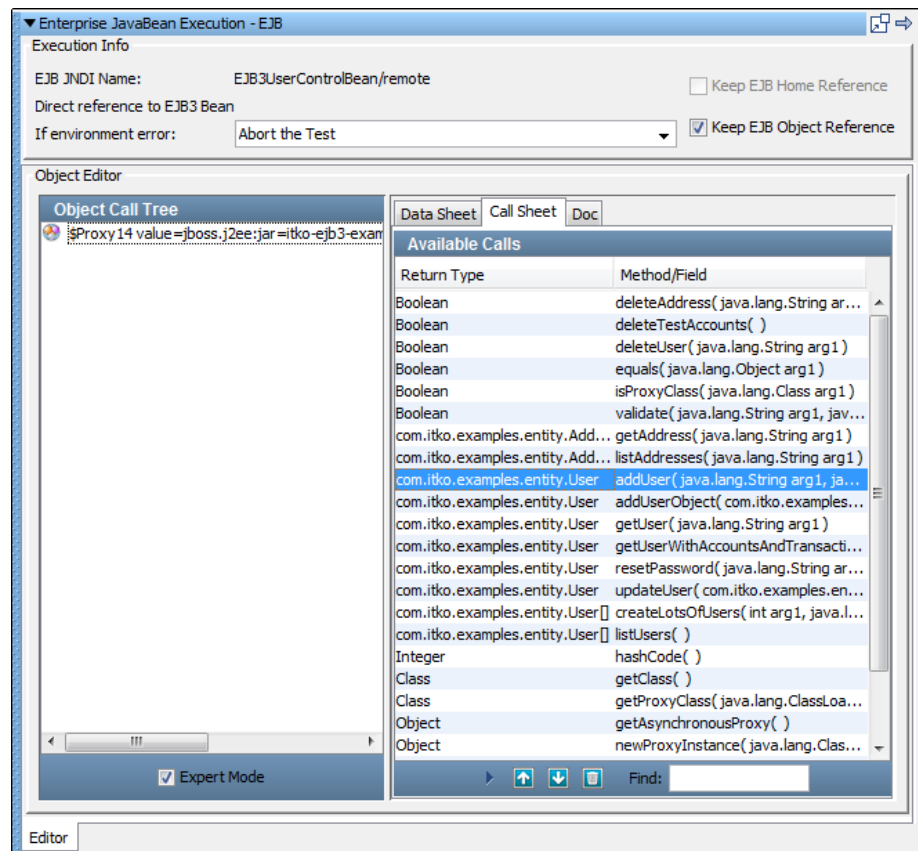 Enterprise JavaBean Execution - EJB
Execution Info
EJB JNDI Name: EJB3UserControlBean/remote
Keep EJB Home Reference
Direct reference to EJB3 Bean
If environment error: Abort the Test
Keep EJB Object Reference
Object Editor
Object Call Tree
$Proxy14 value=jboss.j2ee:jar=itko-ejb3-exam
Data Sheet Call Sheet Doc
Available Calls
Return Type Method/Field
Boolean deleteAddress( java.lang.String ar...
Boolean deleteTestAccounts( )
Boolean deleteUser( java.lang.String arg1 )
Boolean equals( java.lang.Object arg1 )
Boolean isProxyClass( java.lang.Class arg1 )
Boolean validate( java.lang.String arg1, jav...
com.itko.examples.entity.Add... getAddress( java.lang.String arg1 )
com.itko.examples.entity.Add... listAddresses( java.lang.String arg1 )
com.itko.examples.entity.User addUser( java.lang.String arg1, ja...
com.itko.examples.entity.User addUserObject( com.itko.examples...
com.itko.examples.entity.User getUser( java.lang.String arg1 )
com.itko.examples.entity.User getUserWithAccountsAndTransacti...
com.itko.examples.entity.User resetPassword( java.lang.String ar...
com.itko.examples.entity.User updateUser( com.itko.examples.en...
com.itko.examples.entity.User[] createLotsOfUsers( int arg1, java.l...
com.itko.examples.entity.User[] listUsers( )
Integer hashCode( )
Class getClass( )
Class getProxyClass( java.lang.ClassLoa...
Object getAsynchronousProxy( )
Object newProxyInstance( java.lang.Clas...
Expert Mode
Find:
Editor